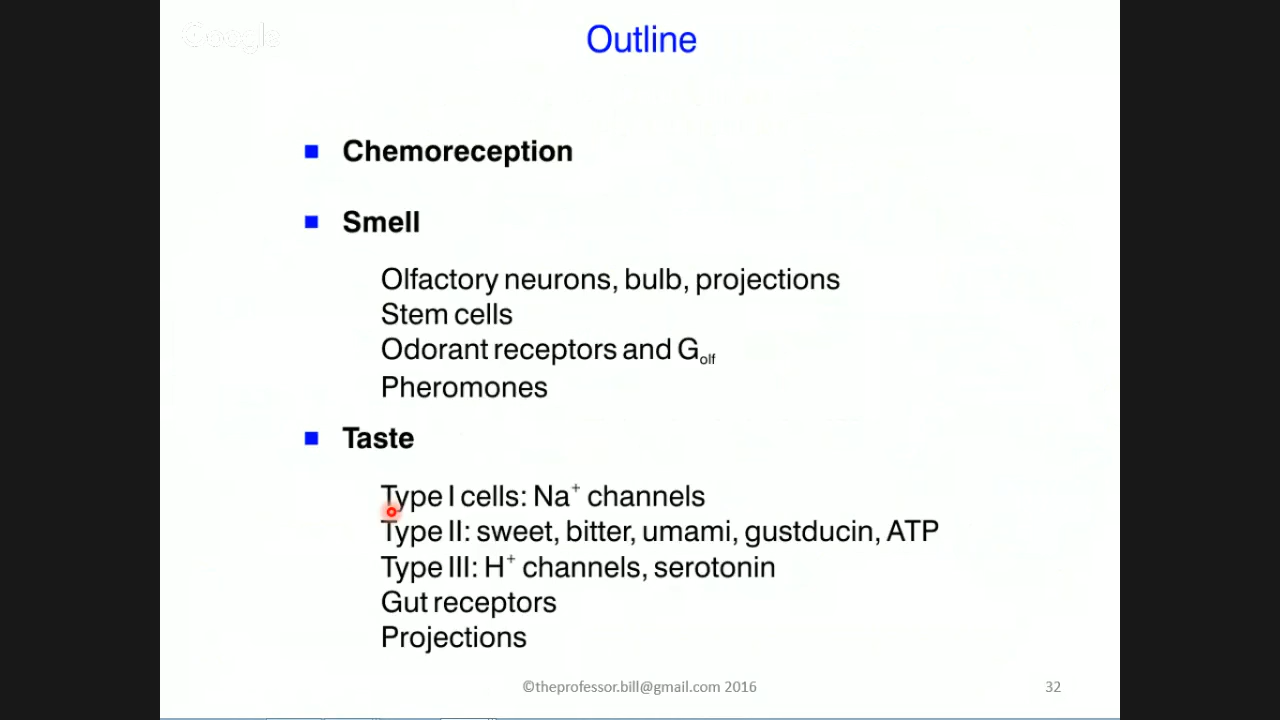 Google
Outline
Chemoreception
Smell
Olfactory neurons, bulb, projections
Stem cells
Odorant receptors and Golf
Pheromones
Taste
Type I cells: Na+ channels
Type II: sweet, bitter, umami, gustducin, ATP
Type III: H+ channels, serotonin
Gut receptors
Projections
©theprofessor.bill@gmail.com 2016
32